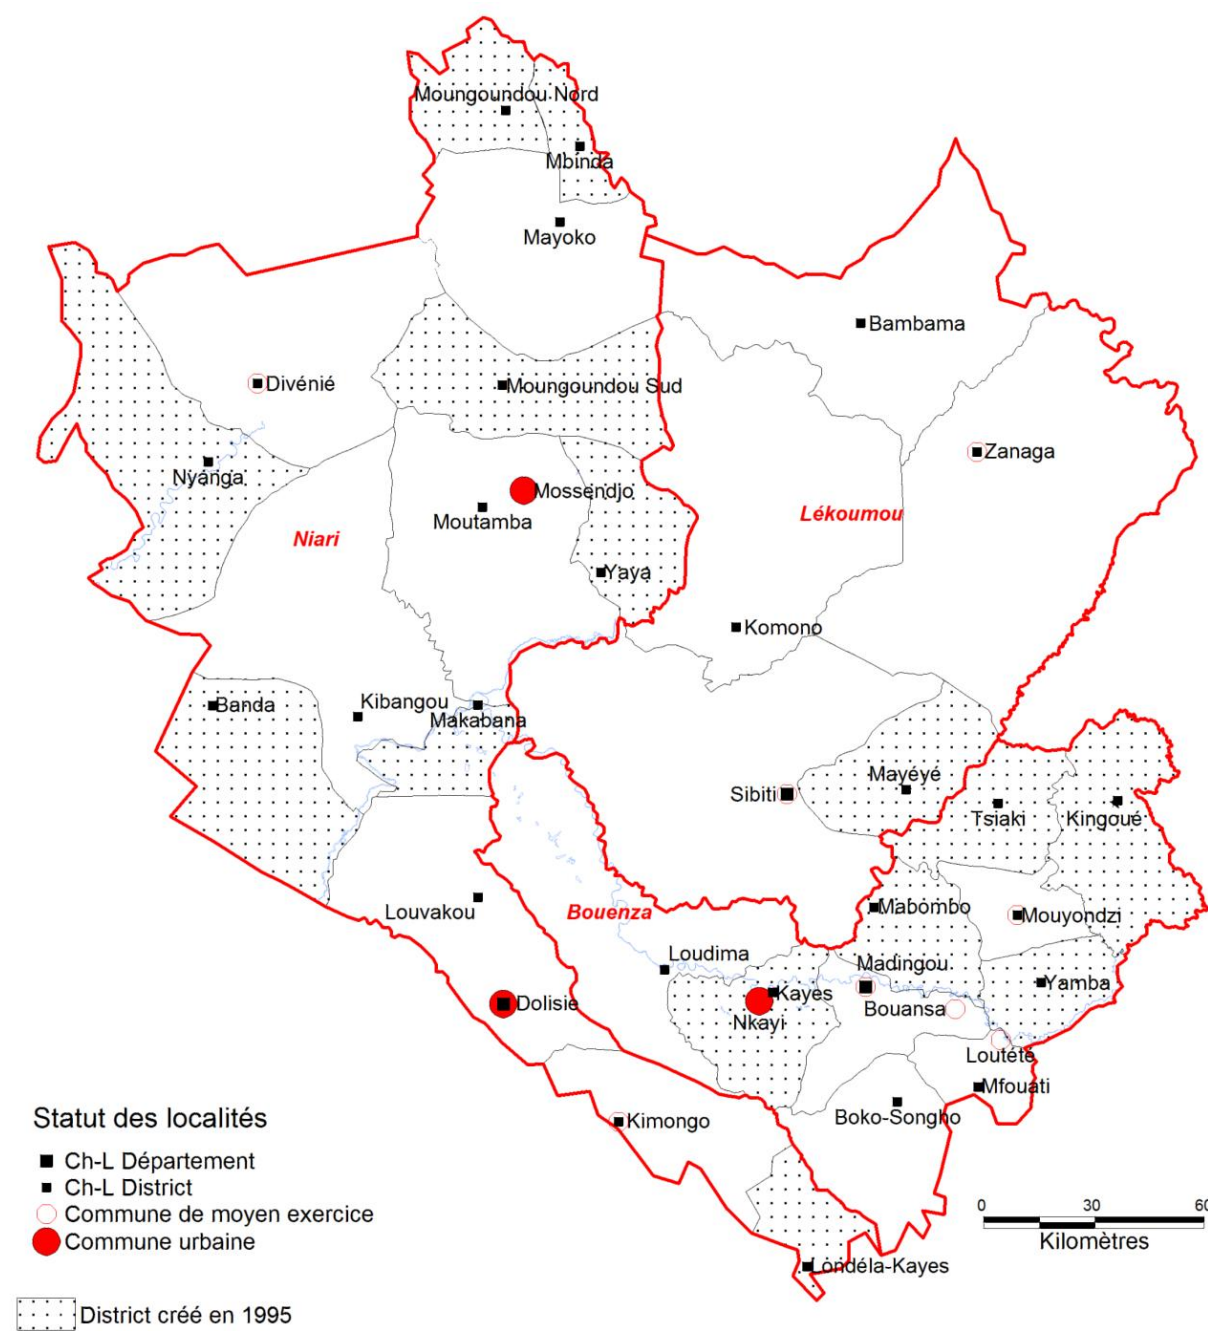 Moungoundou Nord
Mbinda
Mayoko
Bambama
Divénié
Moungoundou Sud
Zanaga
Nyanga
Mossendjo
Moutamba
Lékoumou
Niari
Yaya
Komono
Banda
Kibangou
Makabana
Mayéyé
Sibiti
Tsiaki
Kingoué
Louvakou
Bouenza
Mabombo
Mouyondzi
Loudima
Madingou
Kayes
Yamba
Dolisie
Nkayi
Bouansa
Loutété
Mfouati
Boko-Songho
Kimongo
Londéla-Kayes
Statut des localités
Ch-L Département
Ch-L District
Commune de moyen exercice
Commune urbaine
District créé en 1995
0 30 60
Kilomètres